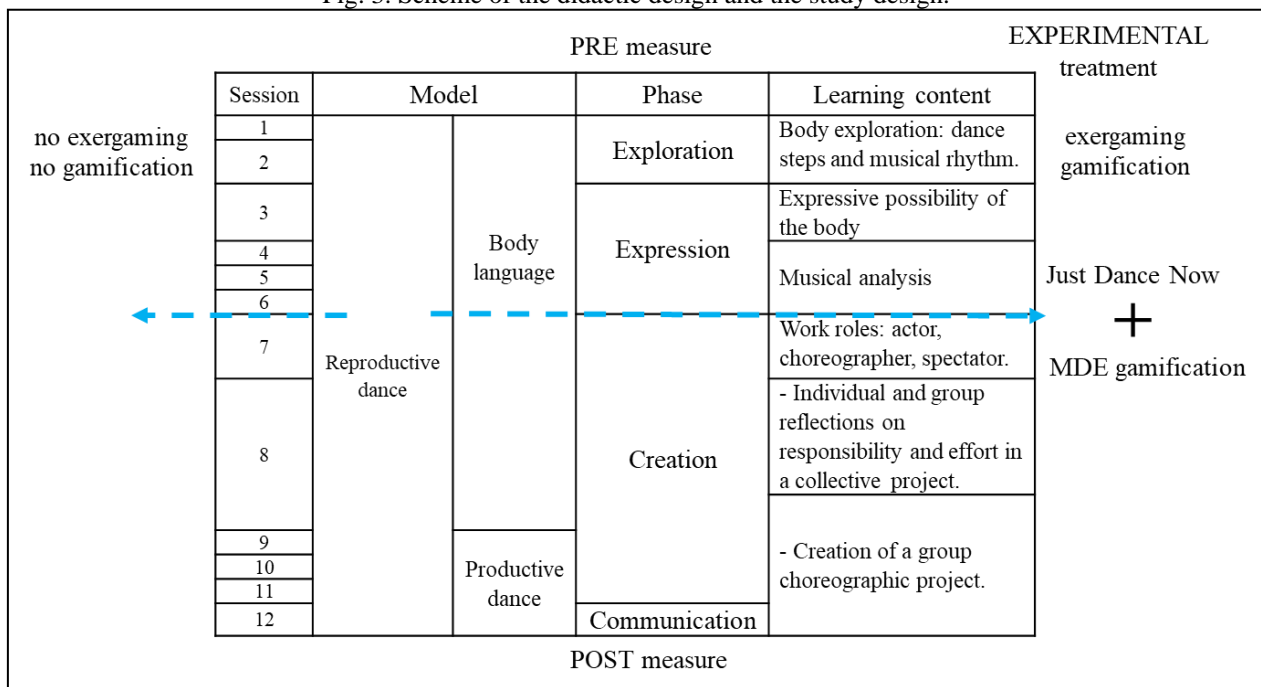 Fig. 3. Scheme of the didactic design and the study design.
PRE measure
EXPERIMENTAL
treatment
no exergaming
no gamification
Session Model Phase Learning content
1
2
Exploration
Body exploration: dance
steps and musical rhythm.
exergaming
gamification
3
Expressive possibility of
the body
Body
language
Expression
4
5
6
Musical analysis
Just Dance Now
+
MDE gamification
7
Reproductive
dance
Work roles: actor,
choreographer, spectator.
8
Creation
- Individual and group
reflections on
responsibility and effort in
a collective project.
9
10
11
Productive
dance
- Creation of a group
choreographic project.
12
Communication
POST measure